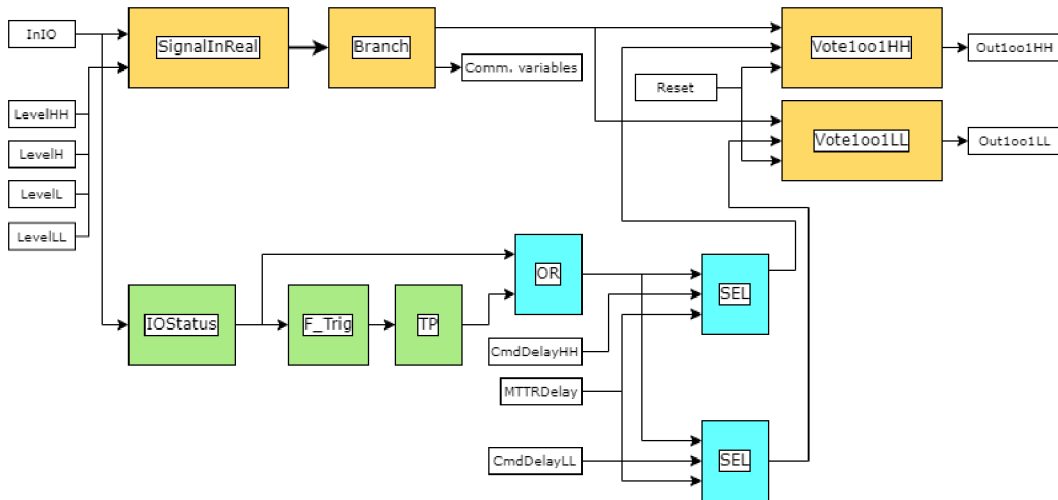 InIO
SignalInReal
Branch
Vote1oo1HH
Out1oo1HH
Comm. variables
Reset
LevelHH
Vote1oo1LL
Out1oo1LL
LevelH
LevelL
LevelLL
OR
SEL
IOStatus
F_Trig
TP
CmdDelayHH
MTTRDelay
CmdDelayLL
SEL